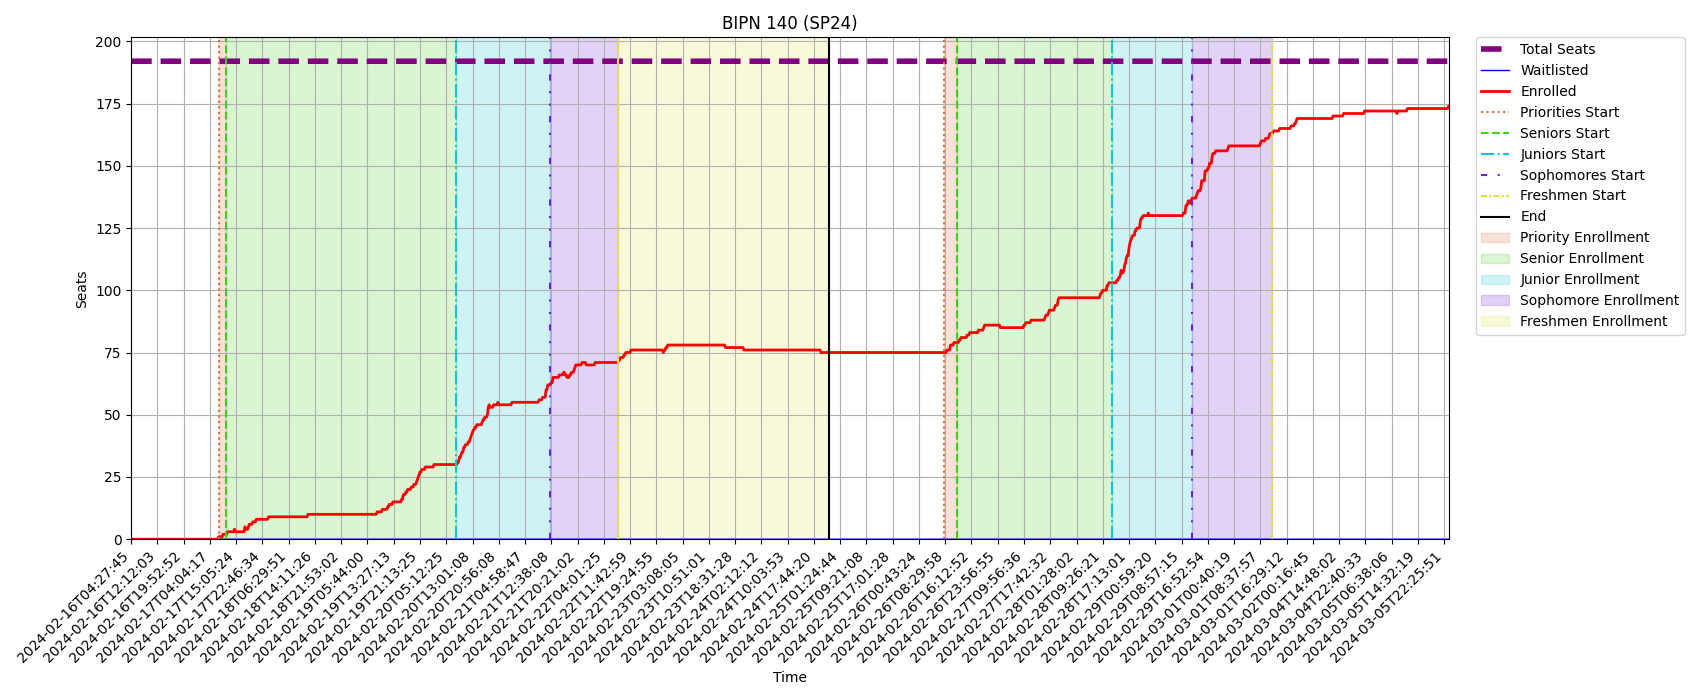 BIPN 140 (SP24)
200
175
150
125
100
75
50
25
0
Seats
2024-02-16T04:27:45
2024-02-16T12:12:03
2024-02-16T19:52:52
2024-02-17T04:04:17
2024-02-17T15:05:24
2024-02-17T22:46:34
2024-02-18T06:29:51
2024-02-18T14:11:26
2024-02-18T21:53:02
2024-02-19T05:44:00
2024-02-19T13:27:13
2024-02-19T21:13:25
2024-02-20T05:12:25
2024-02-20T13:01:08
2024-02-20T20:56:08
2024-02-21T04:58:47
2024-02-21T12:38:08
2024-02-21T20:21:02
2024-02-22T04:01:25
2024-02-22T11:42:59
2024-02-22T19:24:55
2024-02-23T03:08:05
2024-02-23T10:51:01
2024-02-23T18:31:28
2024-02-24T02:12:12
2024-02-24T10:03:53
2024-02-24T17:44:20
2024-02-25T01:24:44
2024-02-25T09:21:08
2024-02-25T17:01:28
2024-02-26T00:43:24
2024-02-26T08:29:58
2024-02-26T16:12:52
2024-02-26T23:56:55
2024-02-27T09:56:36
2024-02-27T17:42:32
2024-02-28T01:28:02
2024-02-28T09:26:21
2024-02-28T17:13:01
2024-02-29T00:59:20
2024-02-29T08:57:15
2024-02-29T16:52:54
2024-03-01T00:40:19
2024-03-01T08:37:57
2024-03-01T16:29:12
2024-03-02T00:16:45
2024-03-04T14:48:02
2024-03-04T22:40:33
2024-03-05T06:38:06
2024-03-05T14:32:19
2024-03-05T22:25:51
Time
Total Seats
Waitlisted
Enrolled
Priorities Start
Seniors Start
Juniors Start
Sophomores Start
Freshmen Start
End
Priority Enrollment
Senior Enrollment
Junior Enrollment
Sophomore Enrollment
Freshmen Enrollment